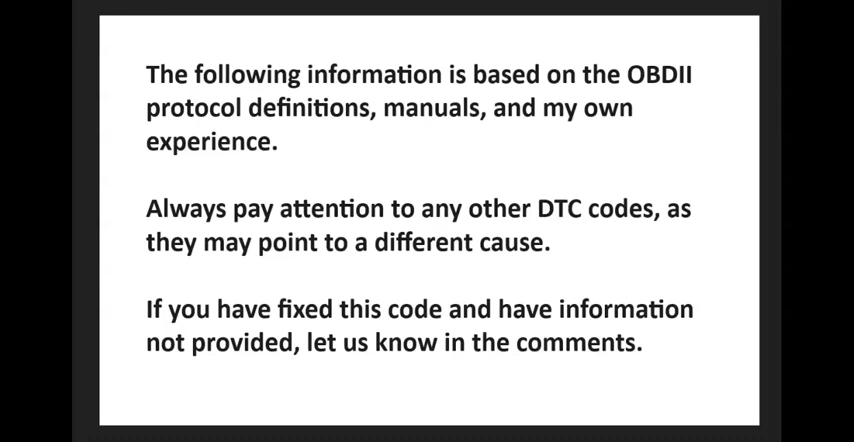 The following information is based on the OBDII
protocol definitions, manuals, and my own
experience.
Always pay attention to any other DTC codes, as
they may point to a different cause.
If you have fixed this code and have information
not provided, let us know in the comments.